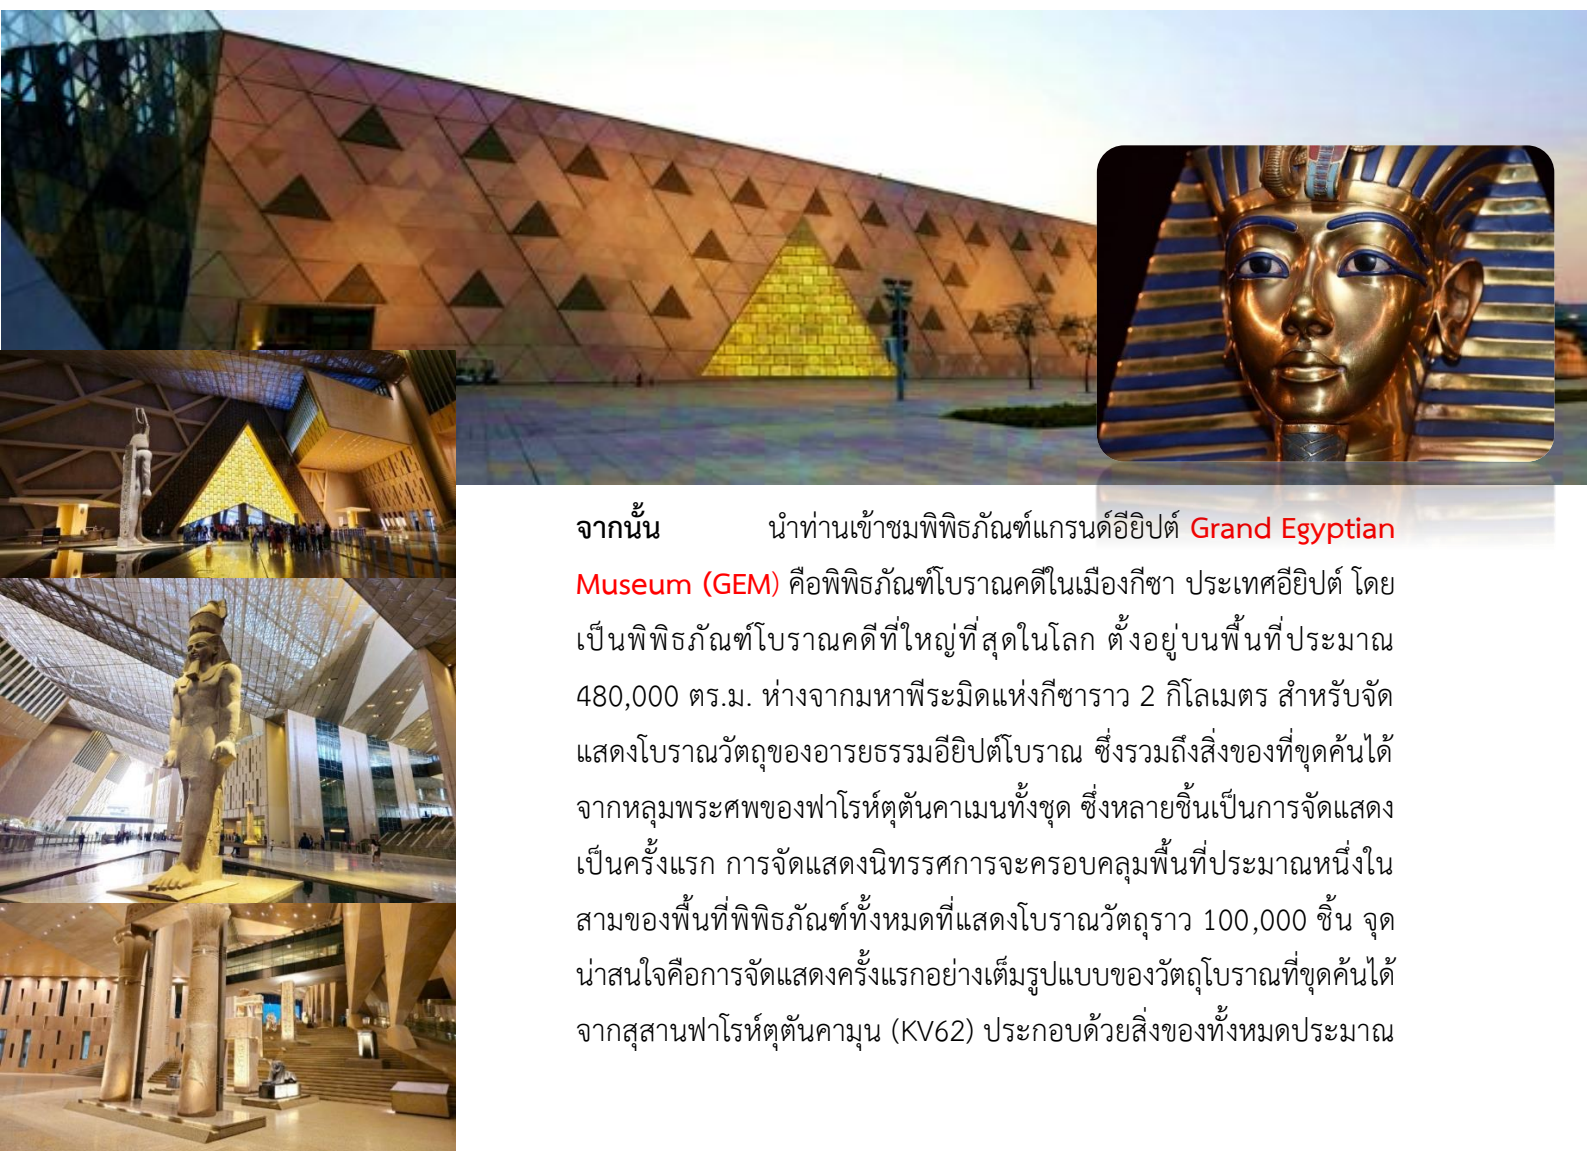 จากนั้น นำท่านเข้าชมพิพิธภัณฑ์แกรนด์อียิปต์ Grand Egyptian
Museum (GEM) คือพิพิธภัณฑ์โบราณคดีในเมืองกีซา ประเทศอียิปต์ โดย
เป็นพิพิธภัณฑ์โบราณคดีที่ใหญ่ที่สุดในโลก ตั้งอยู่บนพื้นที่ประมาณ
480,000 ตร.ม. ห่างจากมหาพีระมิดแห่งกีซาราว 2 กิโลเมตร สำหรับจัด
แสดงโบราณวัตถุของอารยธรรมอียิปต์โบราณ ซึ่งรวมถึงสิ่งของที่ขุดค้นได้
จากหลุมพระศพของฟาโรห์ตุตันคาเมนทั้งชุด ซึ่งหลายชิ้นเป็นการจัดแสดง
เป็นครั้งแรก การจัดแสดงนิทรรศการจะครอบคลุมพื้นที่ประมาณหนึ่งใน
สามของพื้นที่พิพิธภัณฑ์ทั้งหมดที่แสดงโบราณวัตถุราว 100,000 ชิ้น จุด
น่าสนใจคือการจัดแสดงครั้งแรกอย่างเต็มรูปแบบของวัตถุโบราณที่ขุดค้นได้
จากสุสานฟาโรห์ตุตันคามุน (KV62) ประกอบด้วยสิ่งของทั้งหมดประมาณ